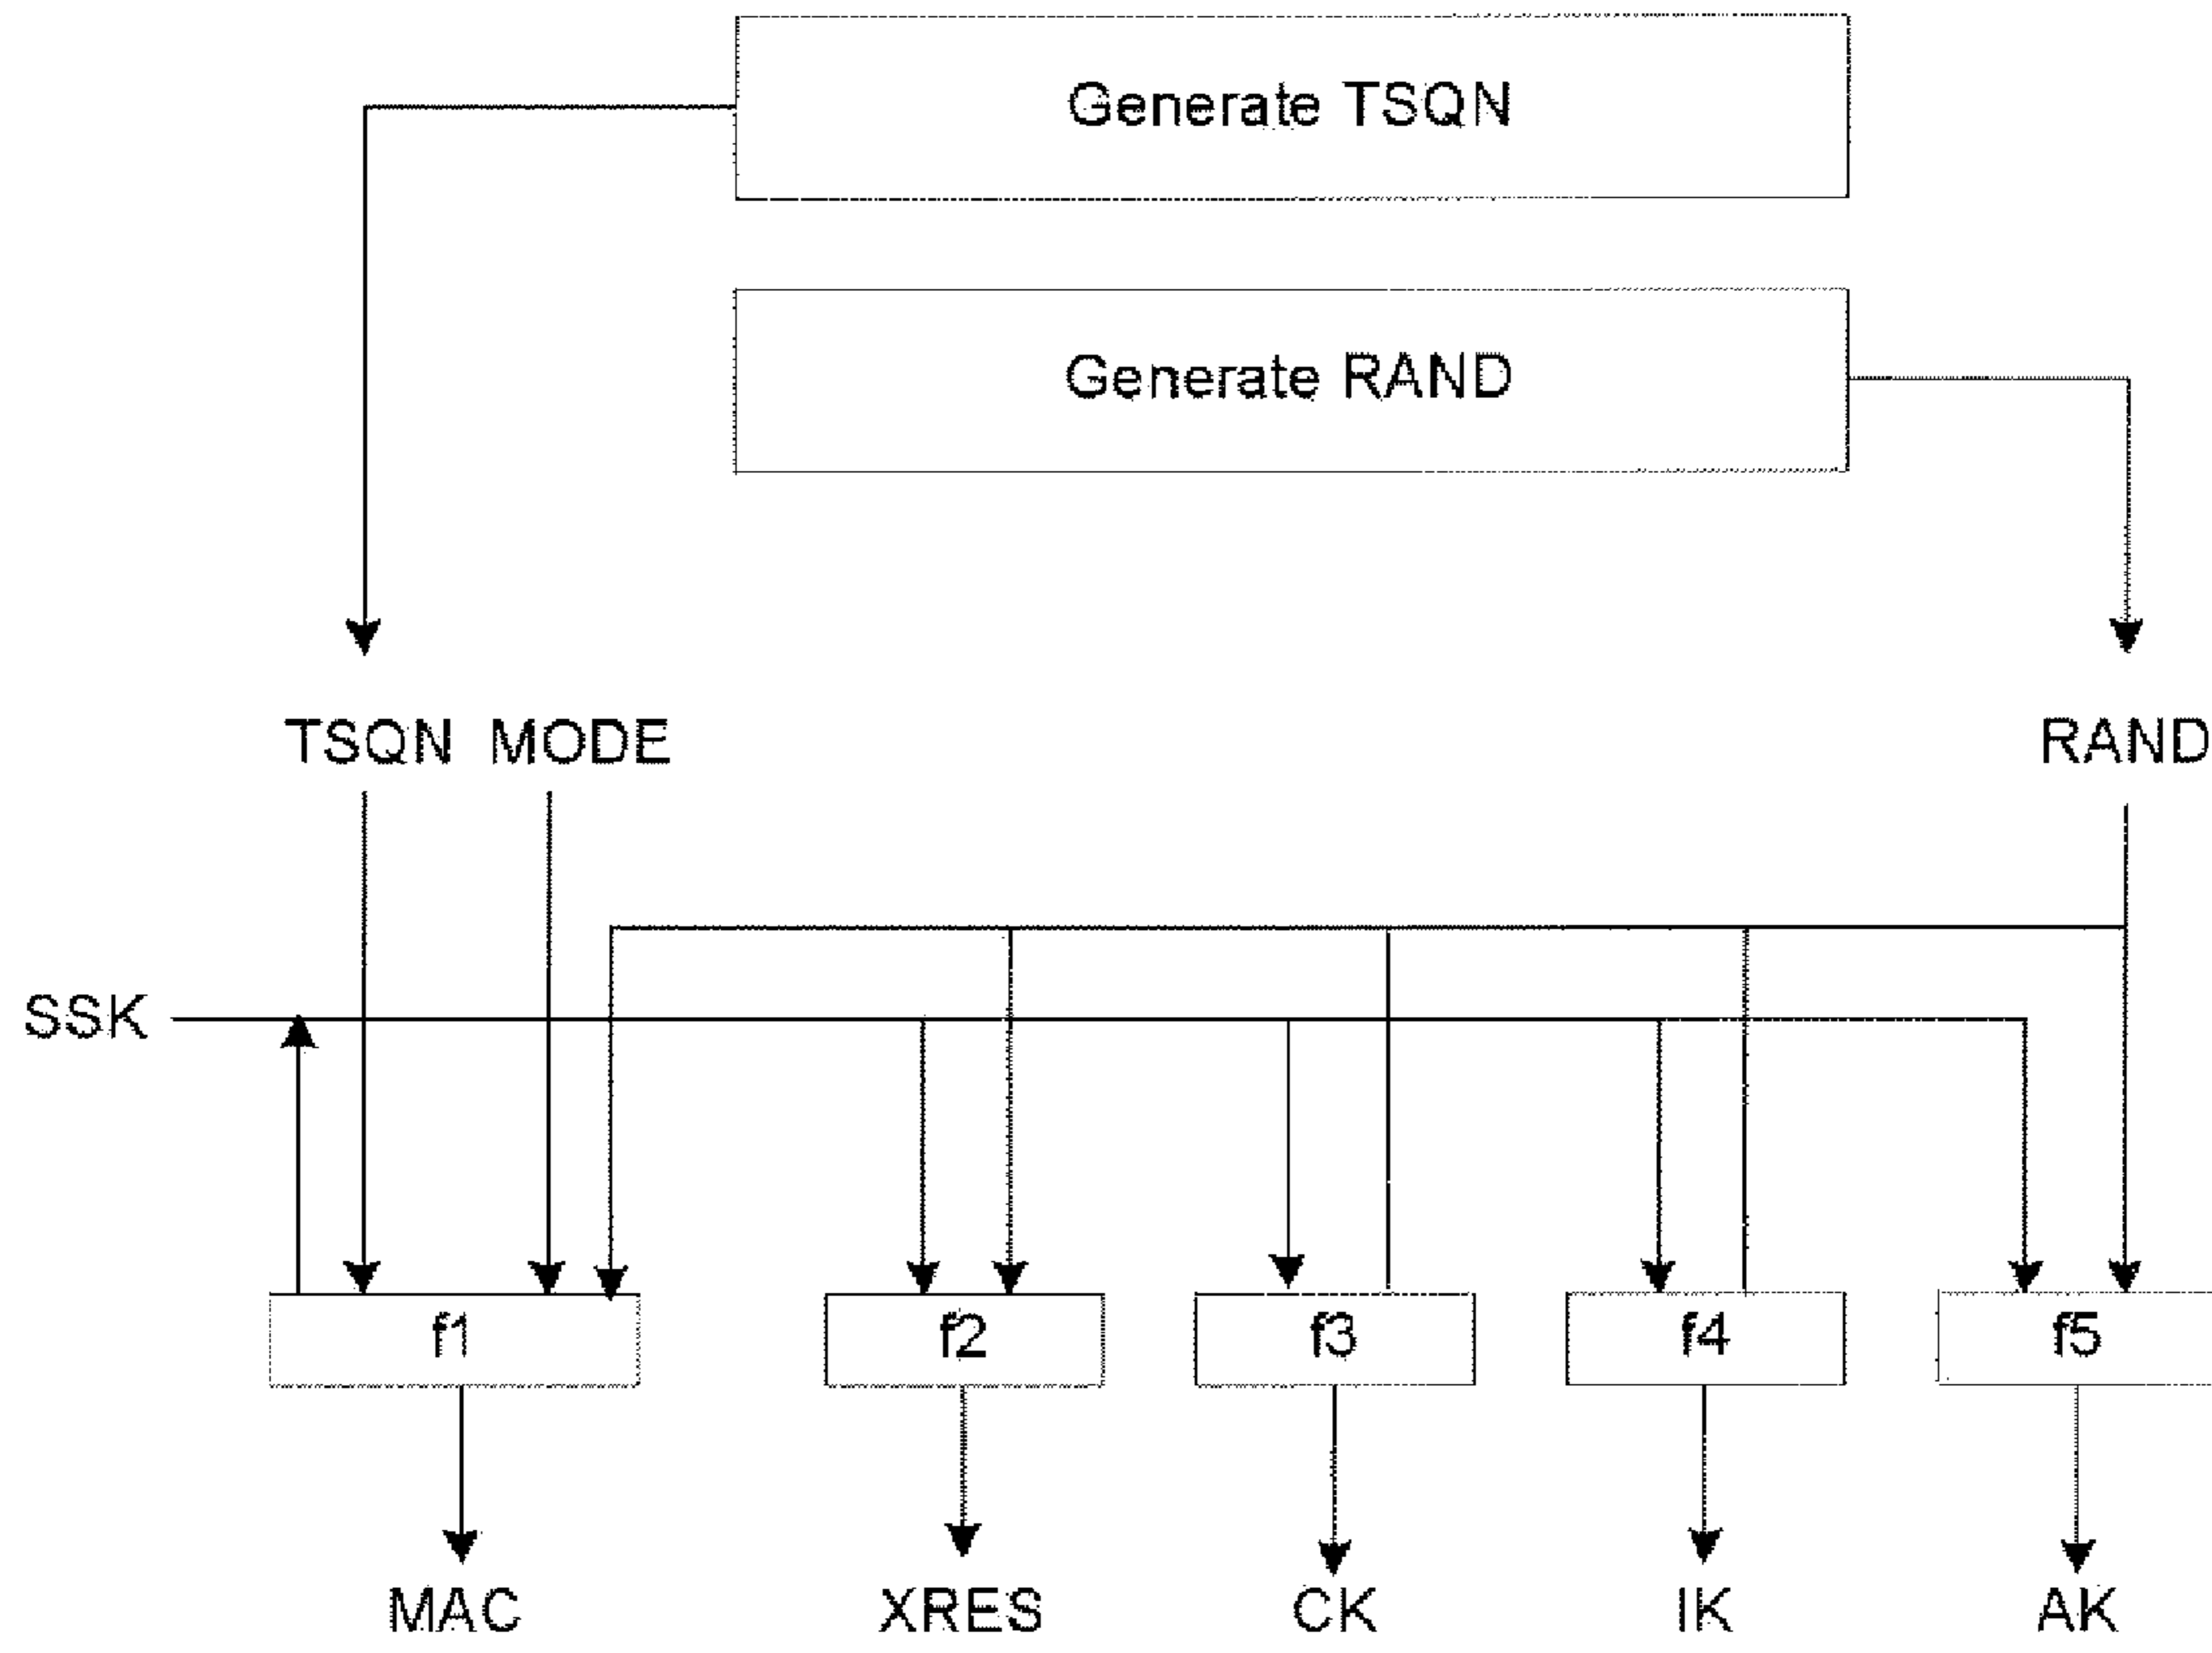 Generate TSQN
Generate RAND
TSQN MODE RAND
SSK
f1 f2 f3 f4 f5
MAC XRES CK IK AK